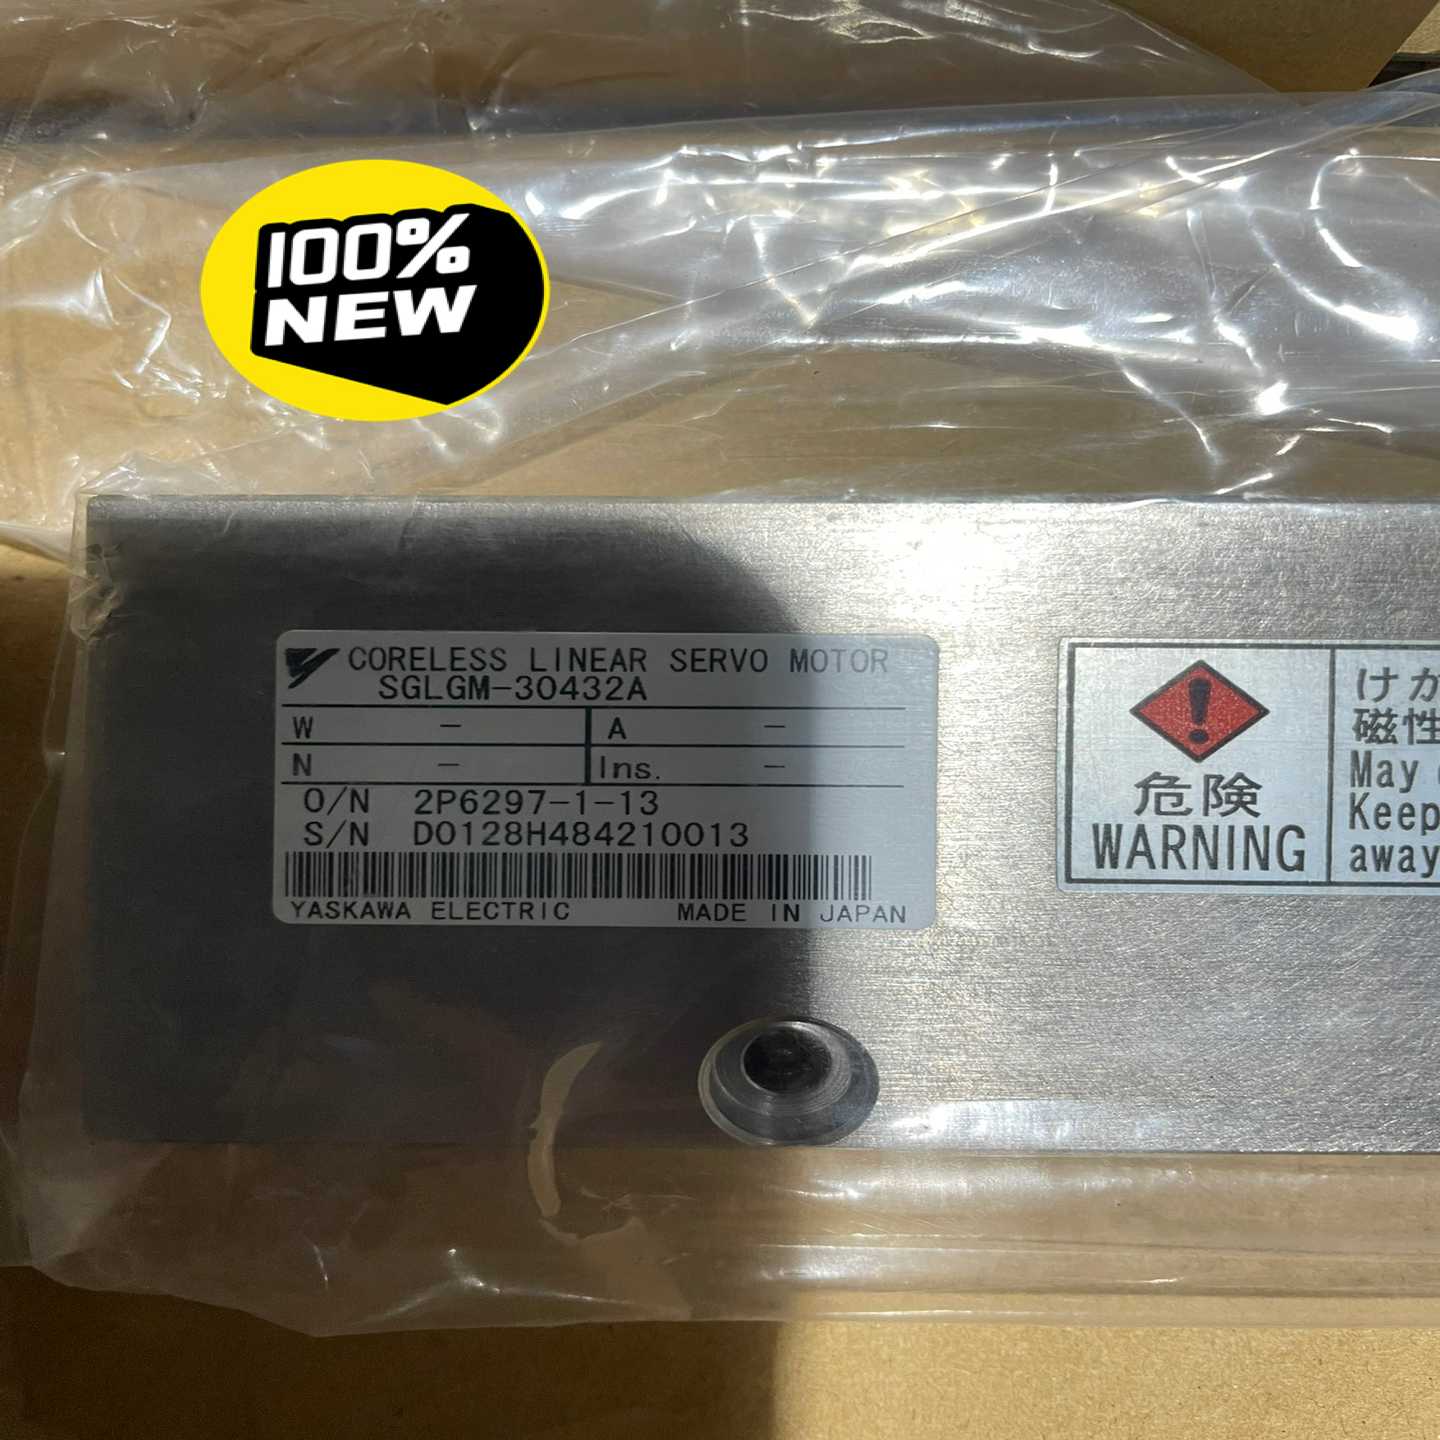 100%
NEW
CORELESS LINEAR SERVO MOTOR
SGLGM-30432A
W - A -
N - Ins. -
O/N 2P6297-1-13
S/N D0128H484210013
YASKAWA ELECTRIC MADE IN JAPAN
危険
WARNING
けが
磁性
May
Keep
away